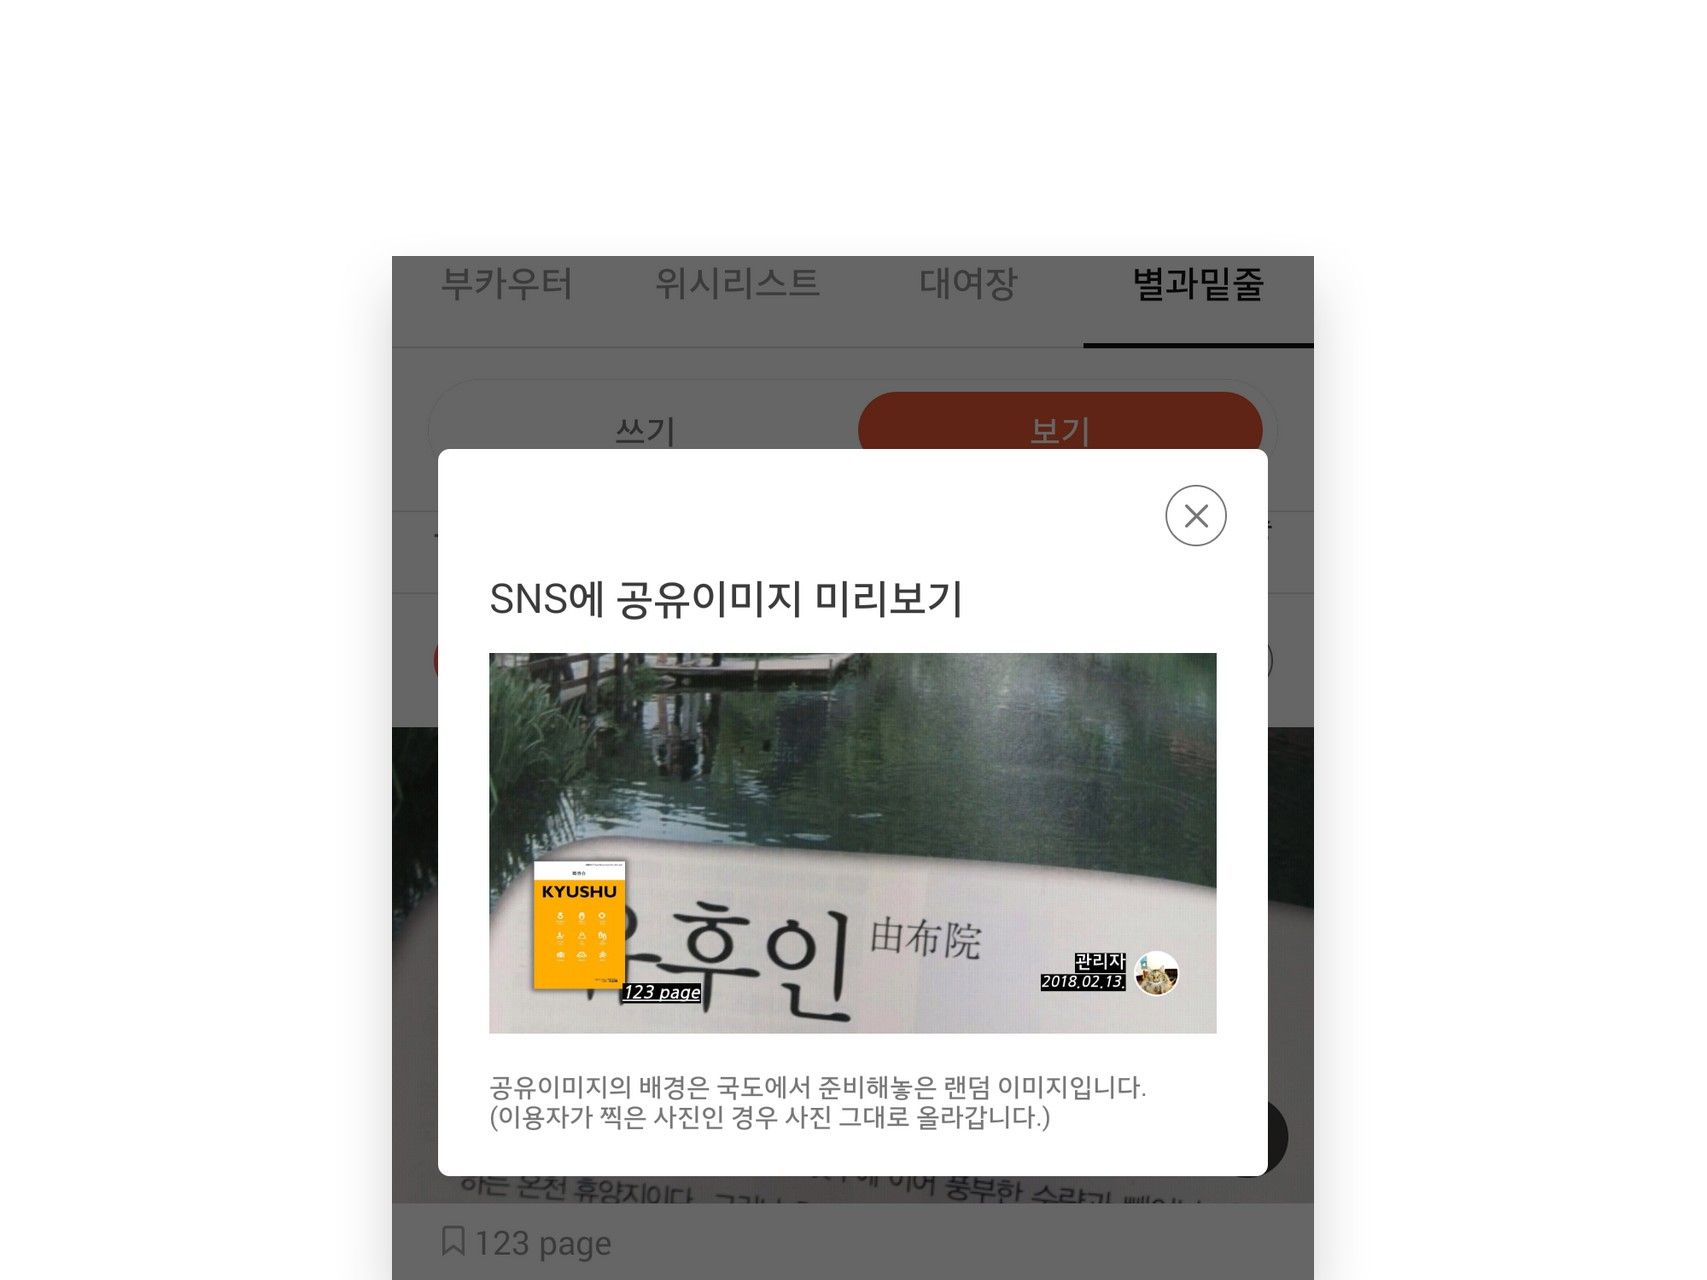 부카우터 위시리스트 대여장 별과밑줄
쓰기 보기
SNS에 공유이미지 미리보기
KYUSHU
후인 由布院
관리자
2018.02.13.
123 page
공유이미지의 배경은 국도에서 준비해놓은 랜덤 이미지입니다.
(이용자가 찍은 사진인 경우 사진 그대로 올라갑니다.)
하는 온천 휴양지이다. 이어 풍부한 수량과
123 page